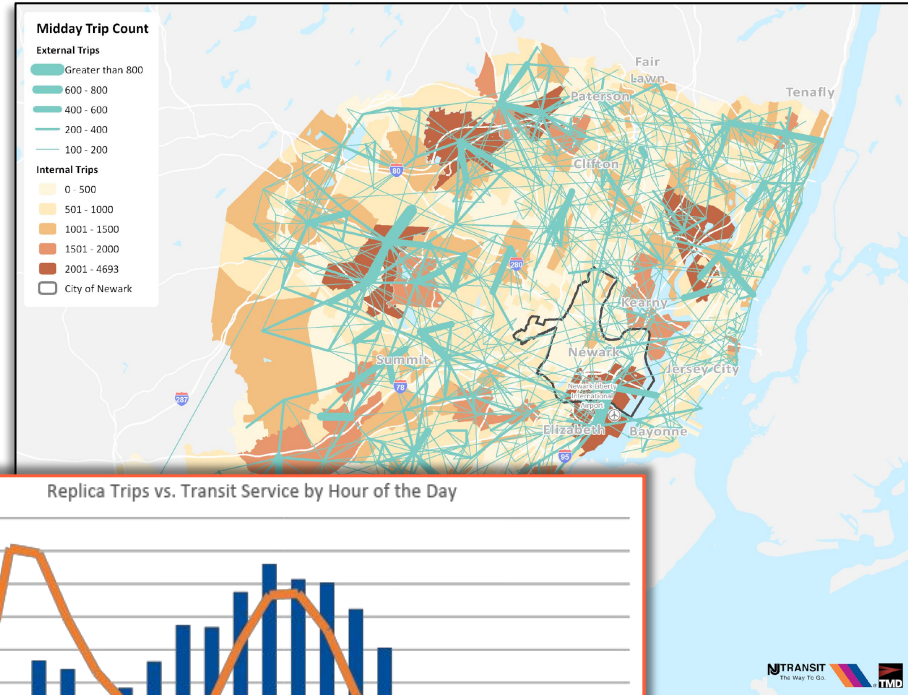 Midday Trip Count
External Trips
Greater than 800
600 - 800
400 - 600
200 - 400
100 - 200
Internal Trips
0 - 500
501 - 1000
1001 - 1500
1501 - 2000
2001 - 4693
City of Newark
Fair
Lawn
Paterson
Tenafly
Clifton
80
280
Kearny
Newark
Summit
Jersey City
78
Newark Liberty
International
Airport
287
Elizabeth
Bayonne
95
Replica Trips vs. Transit Service by Hour of the Day
NJTRANSIT
The Way To Go.
TMD